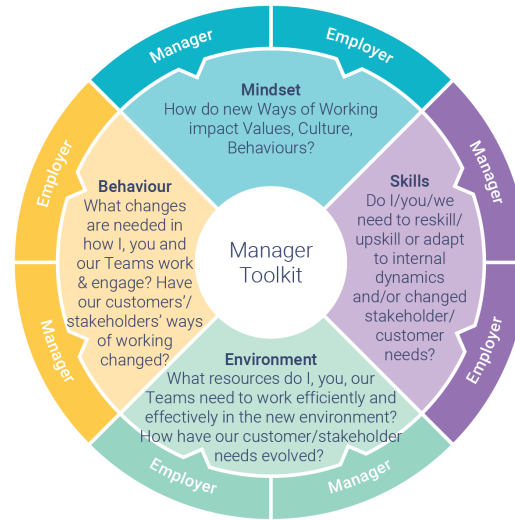 Manager
Employer
Mindset
How do new Ways of Working
impact Values, Culture,
Behaviours?
Employer
Manager
Behaviour
What changes
are needed in
how I, you and
our Teams work
& engage? Have
our customers'/
stakeholders' ways
of working
changed?
Manager
Toolkit
Skills
Do I/you/we
need to reskill/
upskill or adapt
to internal
dynamics
and/or changed
stakeholder/
customer
needs?
Manager
Employer
Environment
What resources do I, you, our
Teams need to work efficiently and
effectively in the new environment?
How have our customer/stakeholder
needs evolved?
Employer
Manager